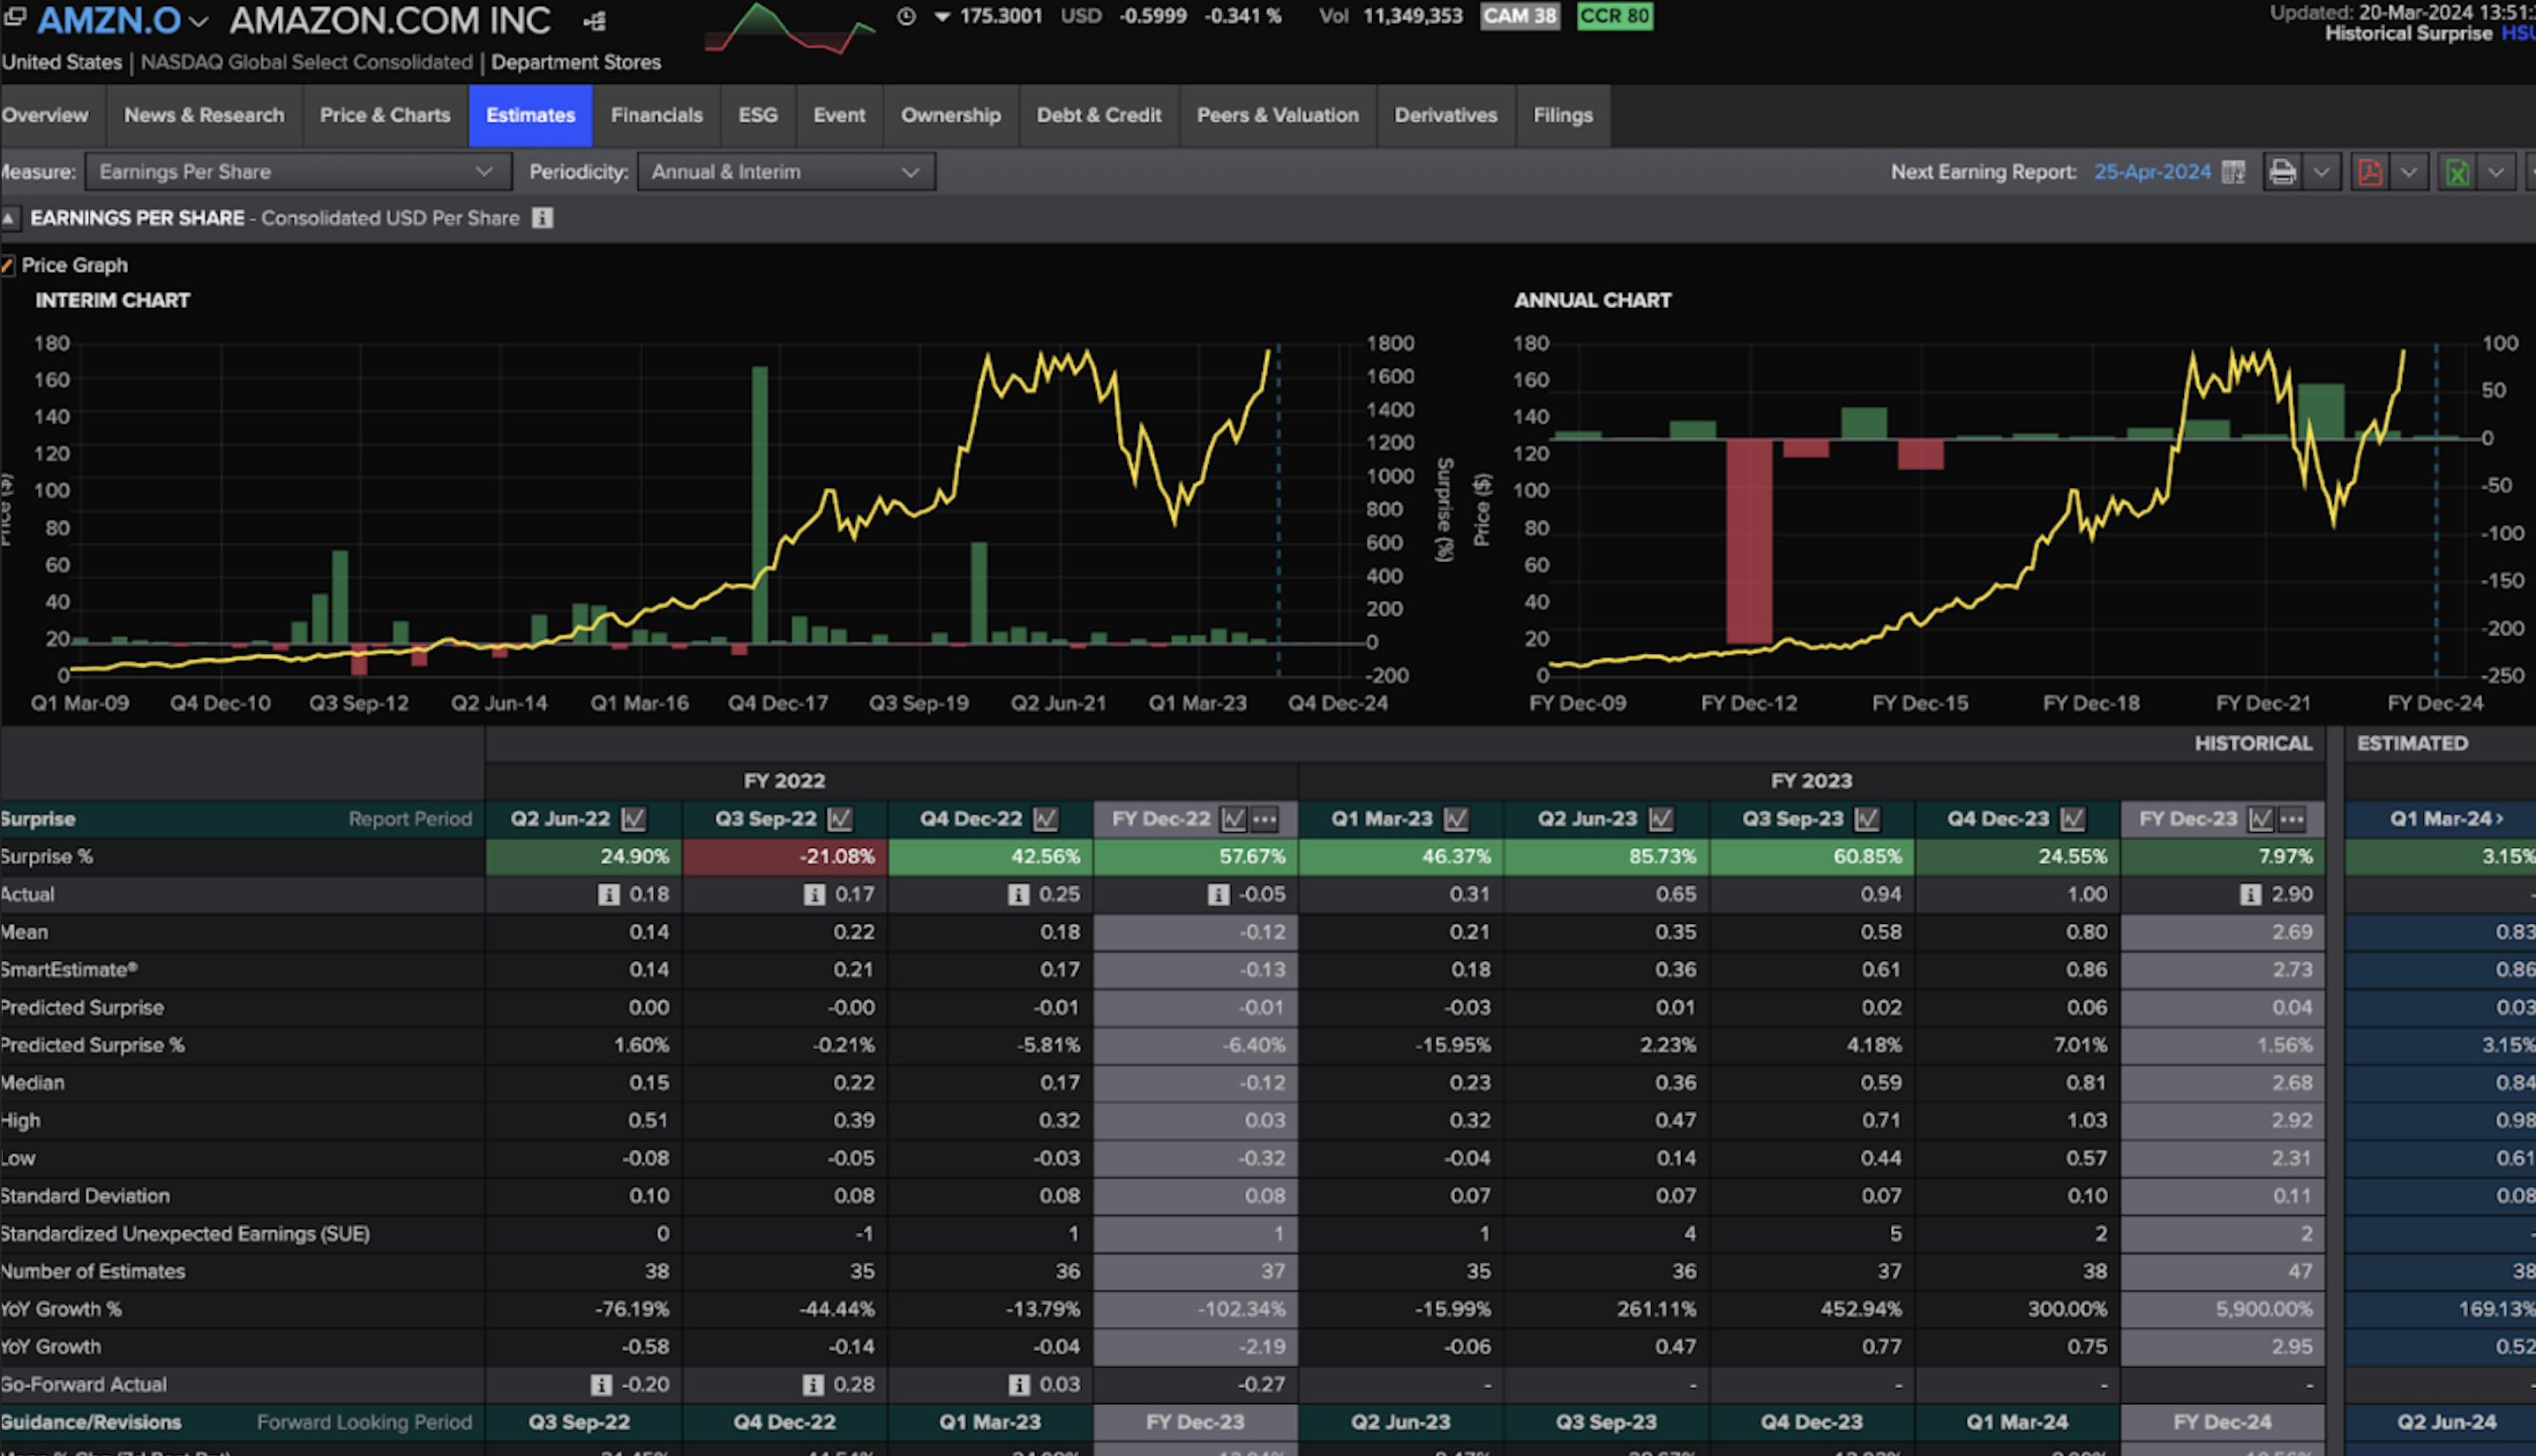 AMZN.O AMAZON.COM INC 175.3001 USD -0.5999 -0.341 % Vol 11,349,353 CAM 38 CCR 80 Updated: 20-Mar-2024 13:51:
Historical Surprise
United States | NASDAQ Global Select Consolidated | Department Stores
Overview News & Research Price & Charts Estimates Financials ESG Event Ownership Debt & Credit Peers & Valuation Derivatives Filings
Measure: Earnings Per Share Periodicity: Annual & Interim Next Earning Report: 25-Apr-2024
EARNINGS PER SHARE - Consolidated USD Per Share
Price Graph
INTERIM CHART
180
160
140
120
100
80
60
40
20
0
Price ($)
1800
1600
1400
1200
1000
800
600
400
200
0
-200
Surprise (%)
Q1 Mar-09 Q4 Dec-10 Q3 Sep-12 Q2 Jun-14 Q1 Mar-16 Q4 Dec-17 Q3 Sep-19 Q2 Jun-21 Q1 Mar-23 Q4 Dec-24
ANNUAL CHART
180
160
140
120
100
80
60
40
20
0
Price ($)
100
50
0
-50
-100
-150
-200
-250
FY Dec-09 FY Dec-12 FY Dec-15 FY Dec-18 FY Dec-21 FY Dec-24
HISTORICAL ESTIMATED
FY 2022 FY 2023
Surprise Report Period Q2 Jun-22 Q3 Sep-22 Q4 Dec-22 FY Dec-22 Q1 Mar-23 Q2 Jun-23 Q3 Sep-23 Q4 Dec-23 FY Dec-23 Q1 Mar-24
Surprise % 24.90% -21.08% 42.56% 57.67% 46.37% 85.73% 60.85% 24.55% 7.97% 3.15%
Actual 0.18 0.17 0.25 -0.05 0.31 0.65 0.94 1.00 2.90 -
Mean 0.14 0.22 0.18 -0.12 0.21 0.35 0.58 0.80 2.69 0.83
SmartEstimate® 0.14 0.21 0.17 -0.13 0.18 0.36 0.61 0.86 2.73 0.86
Predicted Surprise 0.00 -0.00 -0.01 -0.01 -0.03 0.01 0.02 0.06 0.04 0.03
Predicted Surprise % 1.60% -0.21% -5.81% -6.40% -15.95% 2.23% 4.18% 7.01% 1.56% 3.15%
Median 0.15 0.22 0.17 -0.12 0.23 0.36 0.59 0.81 2.68 0.84
High 0.51 0.39 0.32 0.03 0.32 0.47 0.71 1.03 2.92 0.98
Low -0.08 -0.05 -0.03 -0.32 -0.04 0.14 0.44 0.57 2.31 0.61
Standard Deviation 0.10 0.08 0.08 0.08 0.07 0.07 0.07 0.10 0.11 0.08
Standardized Unexpected Earnings (SUE) 0 -1 1 1 1 4 5 2 2 -
Number of Estimates 38 35 36 37 35 36 37 38 47 38
YoY Growth % -76.19% -44.44% -13.79% -102.34% -15.99% 261.11% 452.94% 300.00% 5,900.00% 169.13%
YoY Growth -0.58 -0.14 -0.04 -2.19 -0.06 0.47 0.77 0.75 2.95 0.52
Go-Forward Actual -0.20 0.28 0.03 -0.27 - - - - - -
Guidance/Revisions Forward Looking Period Q3 Sep-22 Q4 Dec-22 Q1 Mar-23 FY Dec-23 Q2 Jun-23 Q3 Sep-23 Q4 Dec-23 Q1 Mar-24 FY Dec-24 Q2 Jun-24